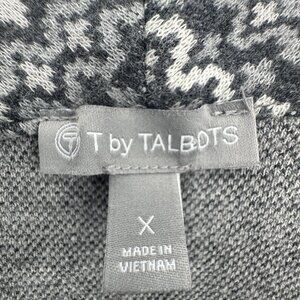 T by TALBOTS
X
MADE IN
VIETNAM